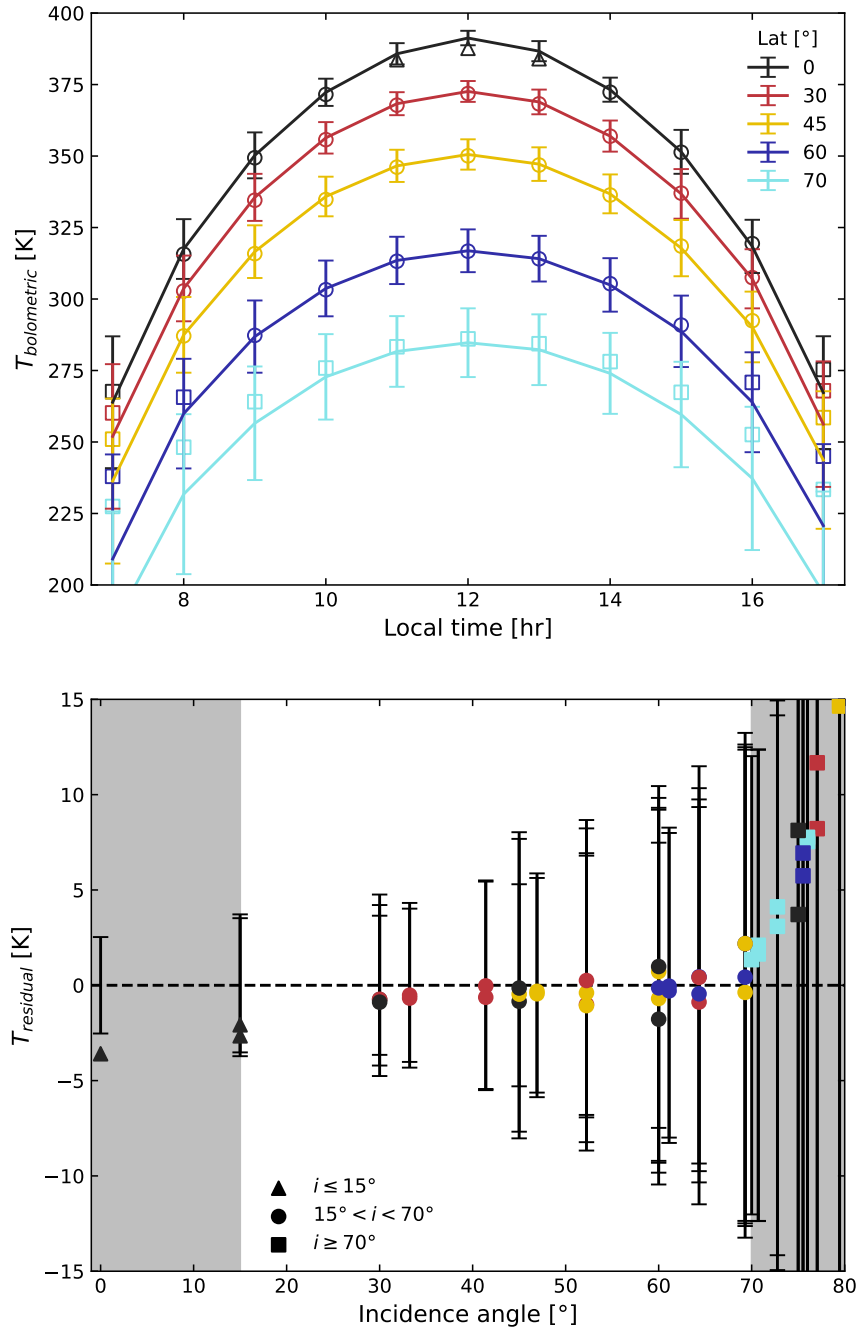 400
375
350
325
300
275
250
225
200
T_bolometric [K]
Lat [°]
0
30
45
60
70
8 10 12 14 16
Local time [hr]
15
10
5
0
−5
−10
−15
T_residual [K]
i ≤ 15°
15° < i < 70°
i ≥ 70°
0 10 20 30 40 50 60 70 80
Incidence angle [°]